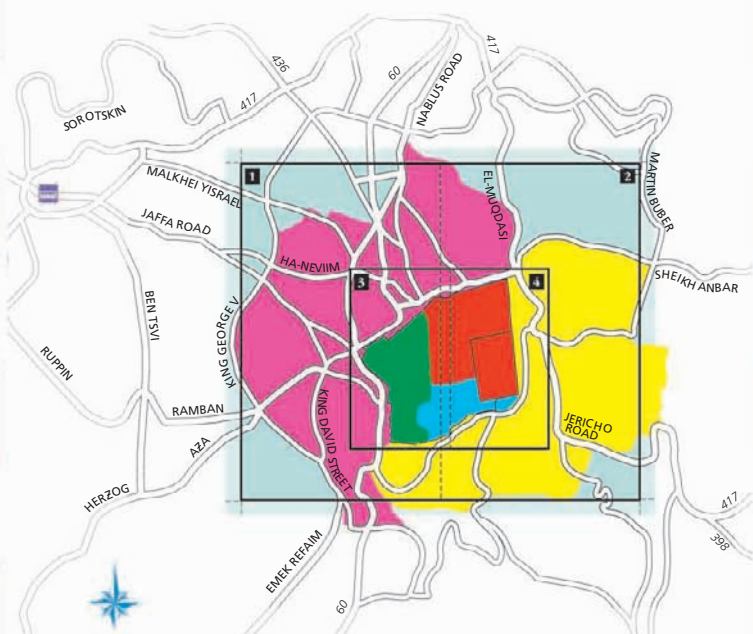 436
60
417
NABLUS ROAD
417
SOROTSKIN
1
2
MALKHEI YISRAEL
EL-MUQDASI
MARTIN BUBER
JAFFA ROAD
HA-NEVIIM
SHEIKH ANBAR
3
4
BEN TSVI
KING GEORGE V
RUPPIN
RAMBAN
KING DAVID STREET
JERICHO
ROAD
AZA
HERZOG
417
398
EMEK REFAIM
60